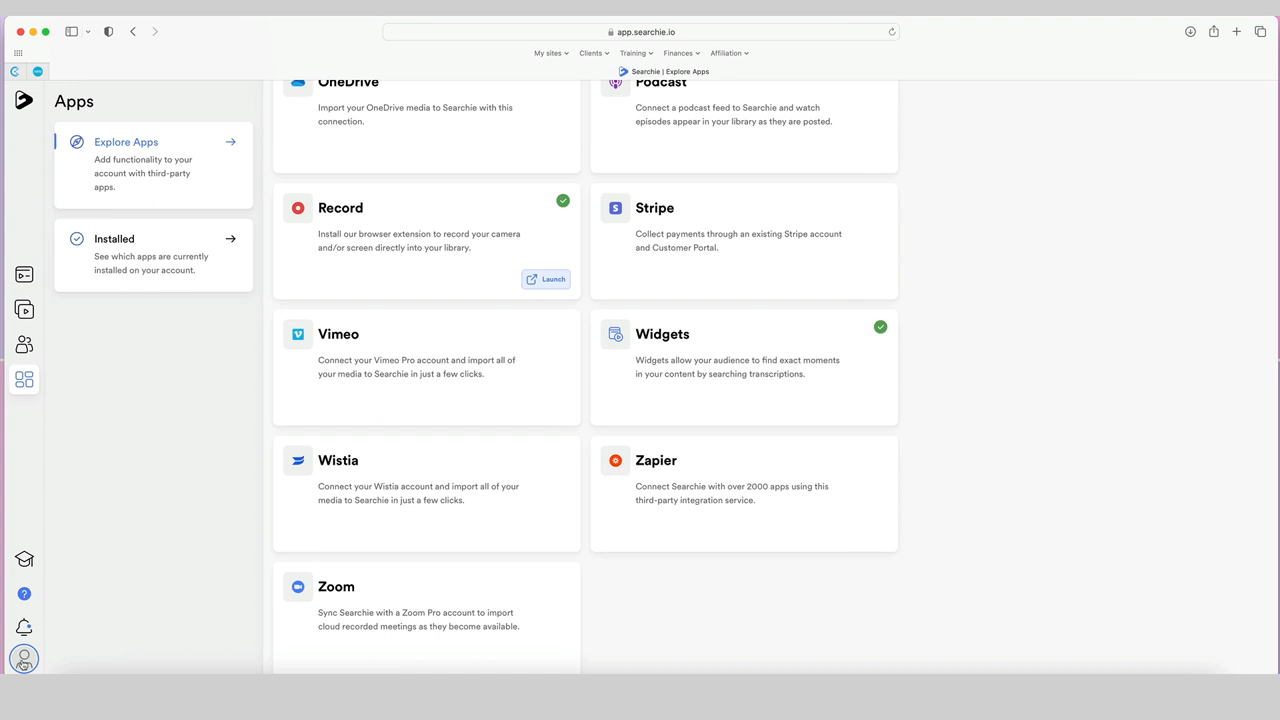 app.searchie.io
My sites Clients Training Finances Affiliation
Searchie | Explore Apps
Apps
Explore Apps
Add functionality to your
account with third-party
apps.
Installed
See which apps are currently
installed on your account.
OneDrive
Import your OneDrive media to Searchie with this
connection.
Podcast
Connect a podcast feed to Searchie and watch
episodes appear in your library as they are posted.
Record
Install our browser extension to record your camera
and/or screen directly into your library.
Launch
Stripe
Collect payments through an existing Stripe account
and Customer Portal.
Vimeo
Connect your Vimeo Pro account and import all of
your media to Searchie in just a few clicks.
Widgets
Widgets allow your audience to find exact moments
in your content by searching transcriptions.
Wistia
Connect your Wistia account and import all of your
media to Searchie in just a few clicks.
Zapier
Connect Searchie with over 2000 apps using this
third-party integration service.
Zoom
Sync Searchie with a Zoom Pro account to import
cloud recorded meetings as they become available.